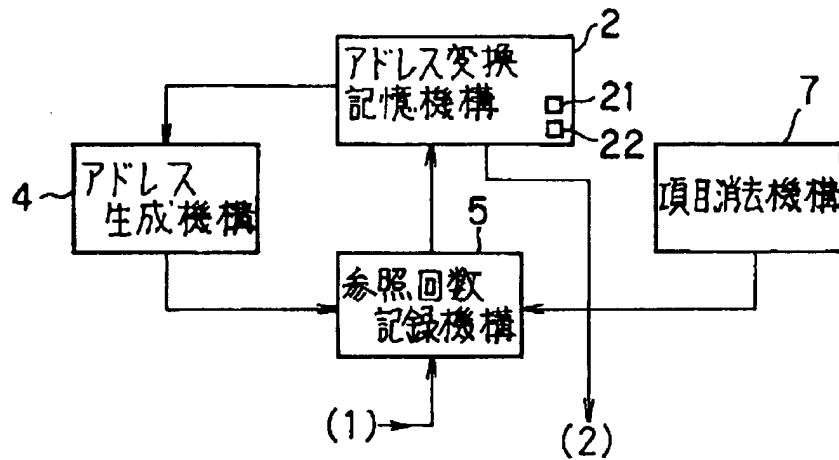 2
アドレス変換
記憶機構
21
22
7
4
アドレス
生成機構
項目消去機構
5
参照回数
記録機構
(1)
(2)